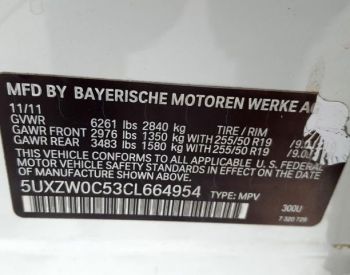 MFD BY BAYERISCHE MOTOREN WERKE AG
11/11
GVWR 6261 lbs 2840 kg TIRE / RIM
GAWR FRONT 2976 lbs 1350 kg WITH 255/50 R19
GAWR REAR 3483 lbs 1580 kg WITH 255/50 R19
THIS VEHICLE CONFORMS TO ALL APPLICABLE
FEDERAL MOTOR VEHICLE SAFETY
STANDARDS IN EFFECT ON THE DATE
OF MANUFACTURE SHOWN ABOVE.
5UXZW0C53CL664954 TYPE: MPV
300U
7 320 729